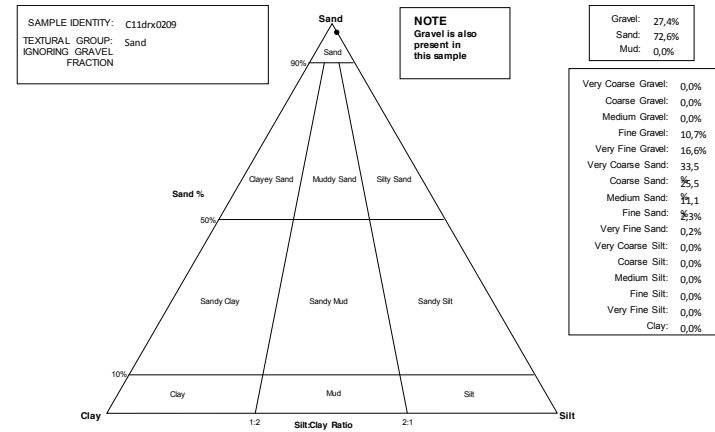 SAMPLE IDENTITY: C11drx0209
TEXTURAL GROUP: Sand
IGNORING GRAVEL
FRACTION
Sand
NOTE
Gravel is also
present in
this sample
Gravel: 27,4%
Sand: 72,6%
Mud: 0,0%
Sand
90%
Very Coarse Gravel: 0,0%
Coarse Gravel: 0,0%
Medium Gravel: 0,0%
Fine Gravel: 10,7%
Very Fine Gravel: 16,6%
Very Coarse Sand: 33,5
%
Coarse Sand: 25,5
%
Medium Sand: 11,1
%
Fine Sand: 2,3%
Very Fine Sand: 0,2%
Very Coarse Silt: 0,0%
Coarse Silt: 0,0%
Medium Silt: 0,0%
Fine Silt: 0,0%
Very Fine Silt: 0,0%
Clay: 0,0%
Clayey Sand Muddy Sand Silty Sand
Sand %
50%
Sandy Clay Sandy Mud Sandy Silt
10%
Clay Mud Silt
Clay Silt
1:2 2:1
Silt:Clay Ratio